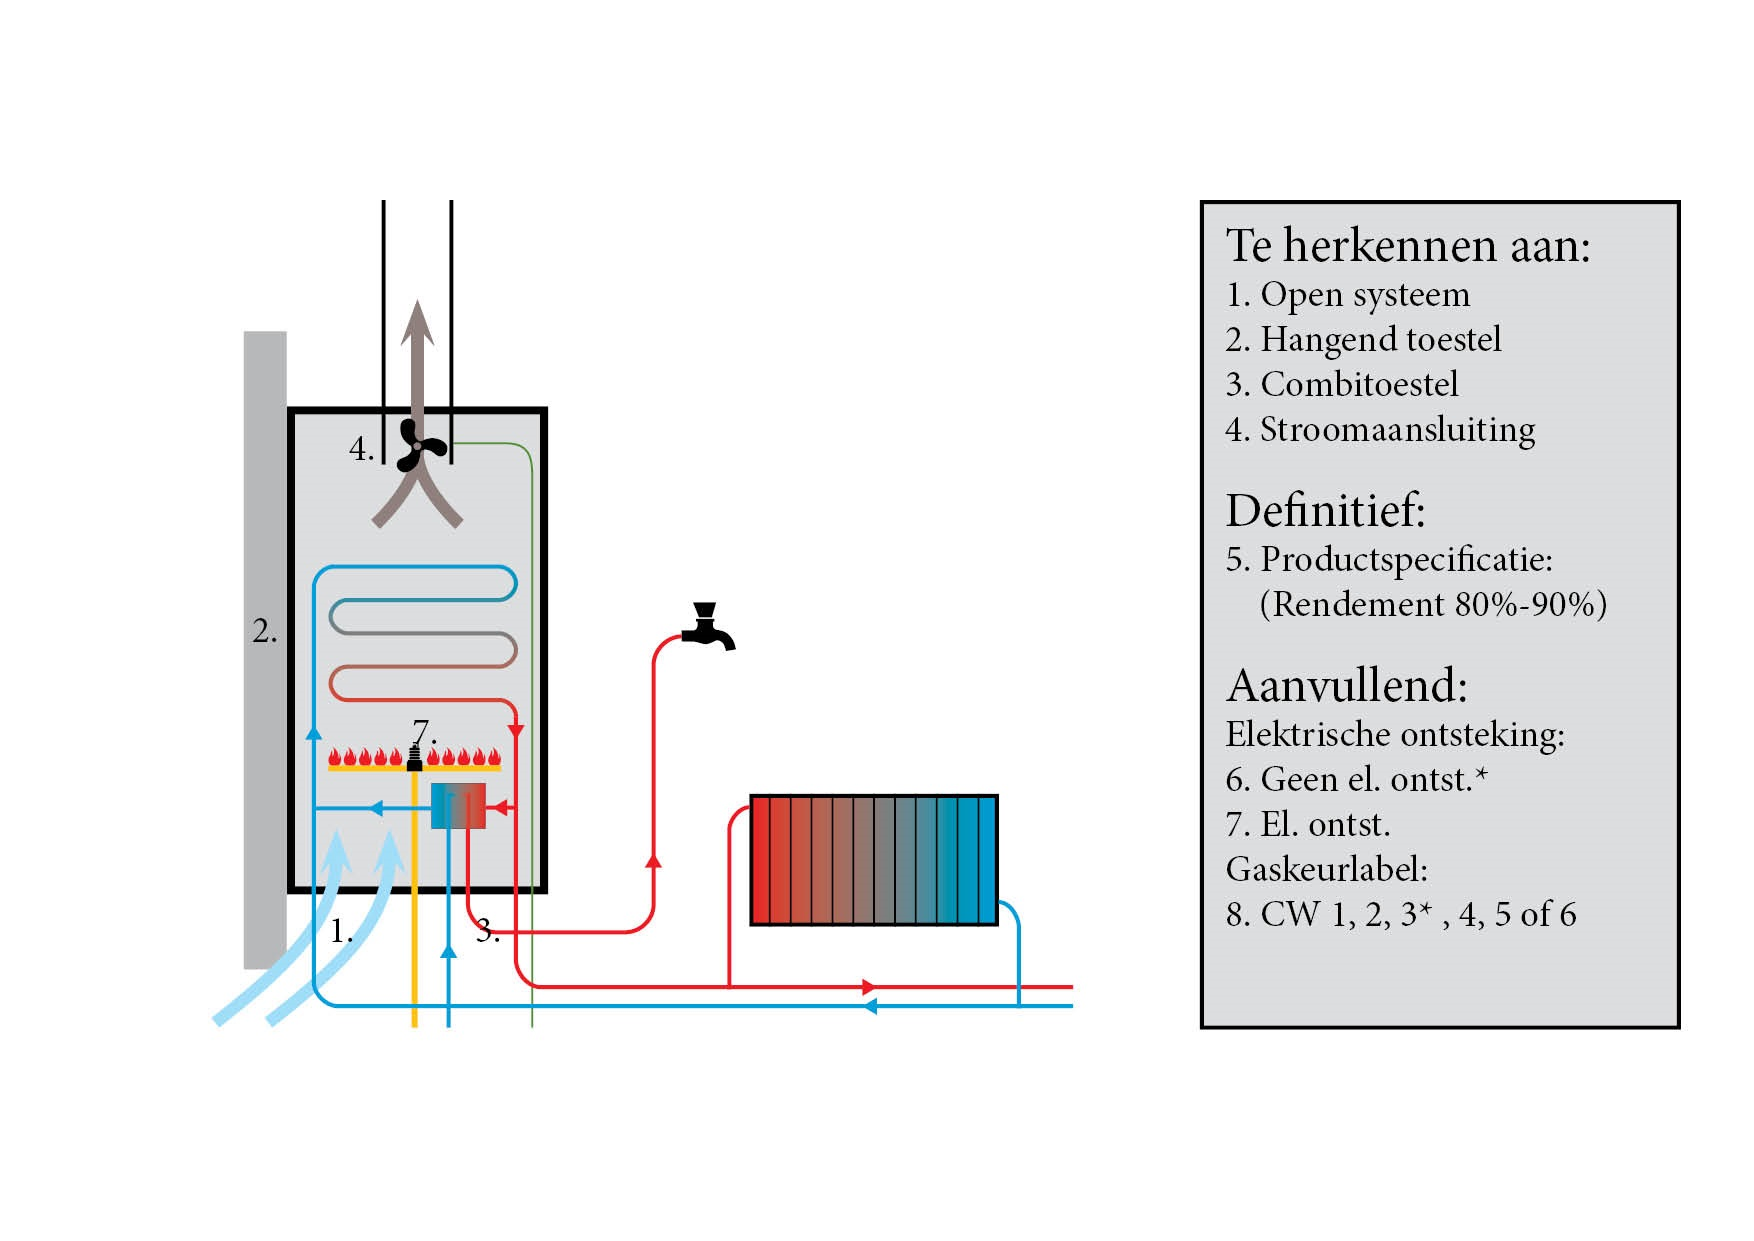 4.
2.
7.
1.
3.
Te herkennen aan:
1. Open systeem
2. Hangend toestel
3. Combitoestel
4. Stroomaansluiting
Definitief:
5. Productspecificatie:
(Rendement 80%-90%)
Aanvullend:
Elektrische ontsteking:
6. Geen el. ontst.*
7. El. ontst.
Gaskeurlabel:
8. CW 1, 2, 3* , 4, 5 of 6